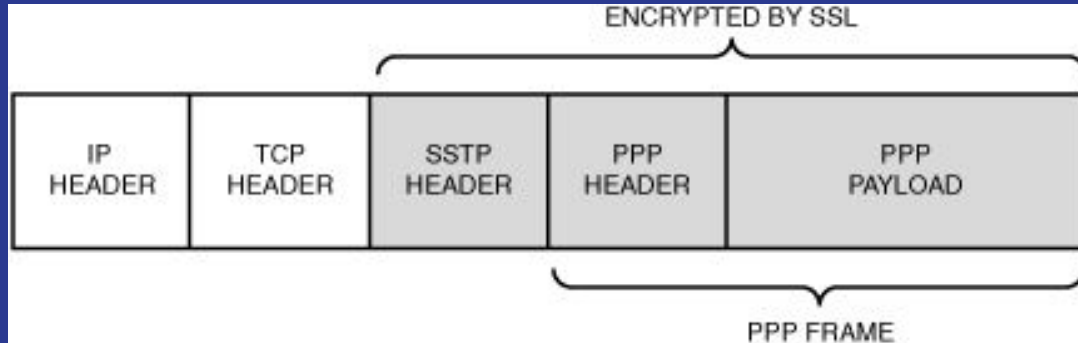 ENCRYPTED BY SSL
IP
HEADER
TCP
HEADER
SSTP
HEADER
PPP
HEADER
PPP
PAYLOAD
PPP FRAME